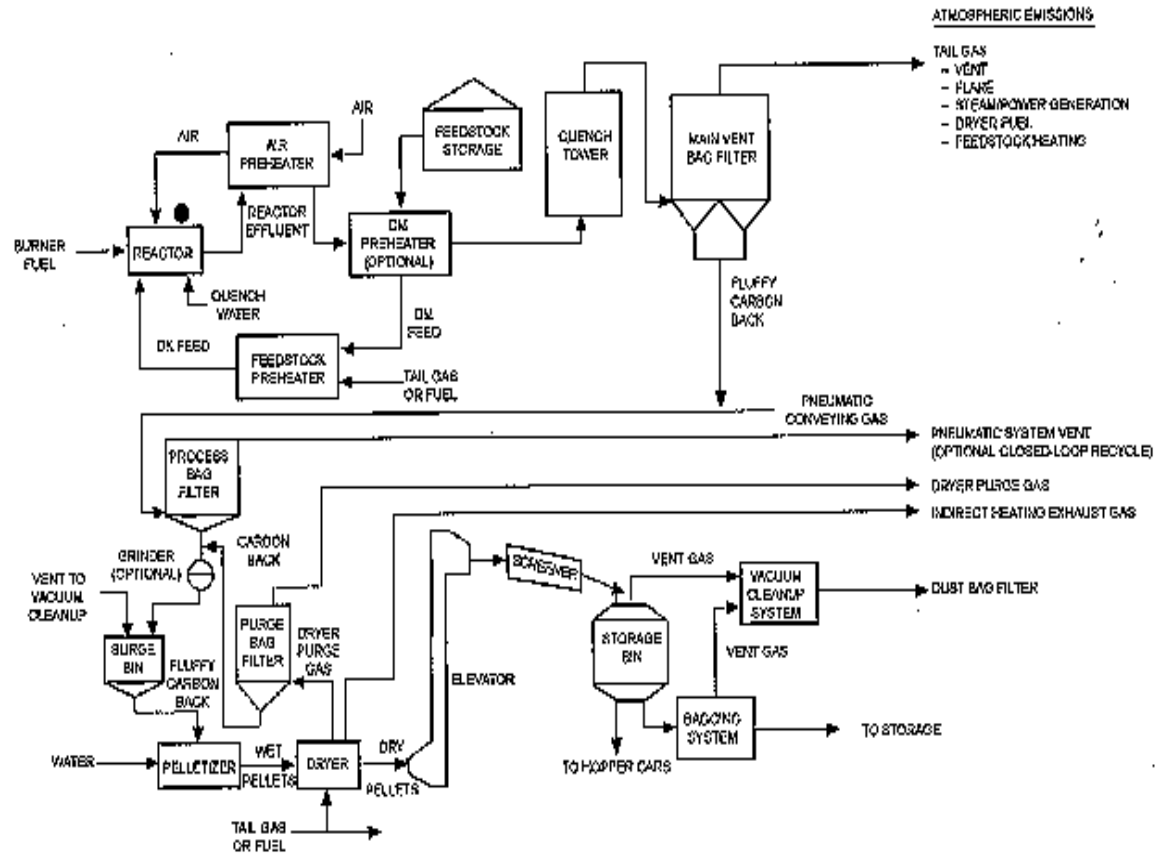 ATMOSPHERIC EMISSIONS
TAIL GAS
- VENT
- FLARE
- STEAM/POWER GENERATION
- DRYER FUEL
- FEEDSTOCK HEATING
AIR
AIR
AIR
PREHEATER
FEEDSTOCK
STORAGE
QUENCH
TOWER
MAIN VENT
BAG FILTER
REACTOR
EFFLUENT
BURNER
FUEL
REACTOR
OIL
PREHEATER
(OPTIONAL)
QUENCH
WATER
OIL
FEED
FLUFFY
CARBON
BACK
OIL FEED
FEEDSTOCK
PREHEATER
TAIL GAS
OR FUEL
PNEUMATIC
CONVEYING GAS
PNEUMATIC SYSTEM VENT
(OPTIONAL CLOSED-LOOP RECYCLE)
PROCESS
BAG
FILTER
DRYER PURGE GAS
INDIRECT HEATING EXHAUST GAS
CARBON
BACK
GRINDER
(OPTIONAL)
VENT TO
VACUUM
CLEANUP
SCREENER
VENT GAS
VACUUM
CLEANUP
SYSTEM
DUST BAG FILTER
PURGE
BAG
FILTER
DRYER
PURGE
GAS
STORAGE
BIN
SURGE
BIN
FLUFFY
CARBON
BACK
ELEVATOR
VENT GAS
BAGGING
SYSTEM
TO STORAGE
WATER
PELLETIZER
WET
PELLETS
DRYER
DRY
PELLETS
TO HOPPER CARS
TAIL GAS
OR FUEL